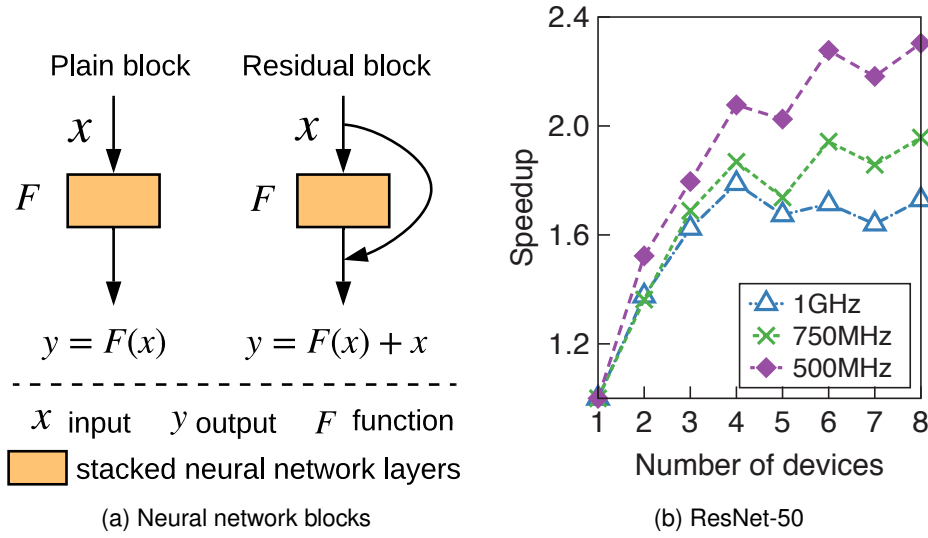 Plain block
Residual block
x
x
F
F
y = F(x)
y = F(x) + x
x input
y output
F function
stacked neural network layers
(a) Neural network blocks
2.4
2.0
1.6
1.2
Speedup
1GHz
750MHz
500MHz
1 2 3 4 5 6 7 8
Number of devices
(b) ResNet-50